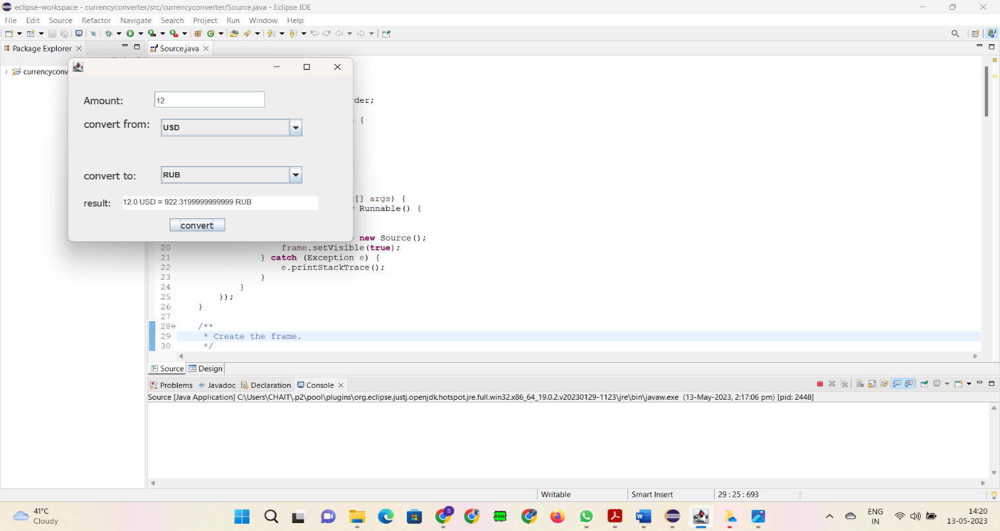 eclipse-workspace - currencyconverter/src/currencyconverter/Source.java - Eclipse IDE
File Edit Source Refactor Navigate Search Project Run Window Help
Package Explorer
Source.java
currencyconv
Amount: 12
der;
convert from: USD
{
convert to: RUB
result: 12.0 USD = 922.3199999999999 RUB
[] args) {
Runnable() {
convert
new Source();
20 frame.setVisible(true);
21 } catch (Exception e) {
22 e.printStackTrace();
23 }
24 }
25 });
26 }
27
28 /**
29 * Create the frame.
30 */
Source Design
Problems @ Javadoc Declaration Console
Source [Java Application] C:\Users\CHAIT\.p2\pool\plugins\org.eclipse.justj.openjdk.hotspot.jre.full.win32.x86_64_19.0.2.v20230129-1123\jre\bin\javaw.exe (13-May-2023, 2:17:06 pm) [pid: 2448]
Writable Smart Insert 29 : 25 : 693
41°C
Cloudy
S
ENG
IN
14:20
13-05-2023